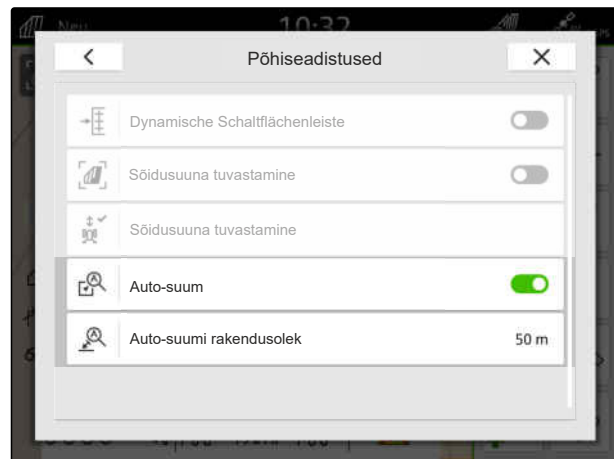 Neu 10:32
Põhiseadistused
Dynamische Schaltflächenleiste
Sõidusuuna tuvastamine
Sõidusuuna tuvastamine
Auto-suum
Auto-suumi rakendusolek 50 m